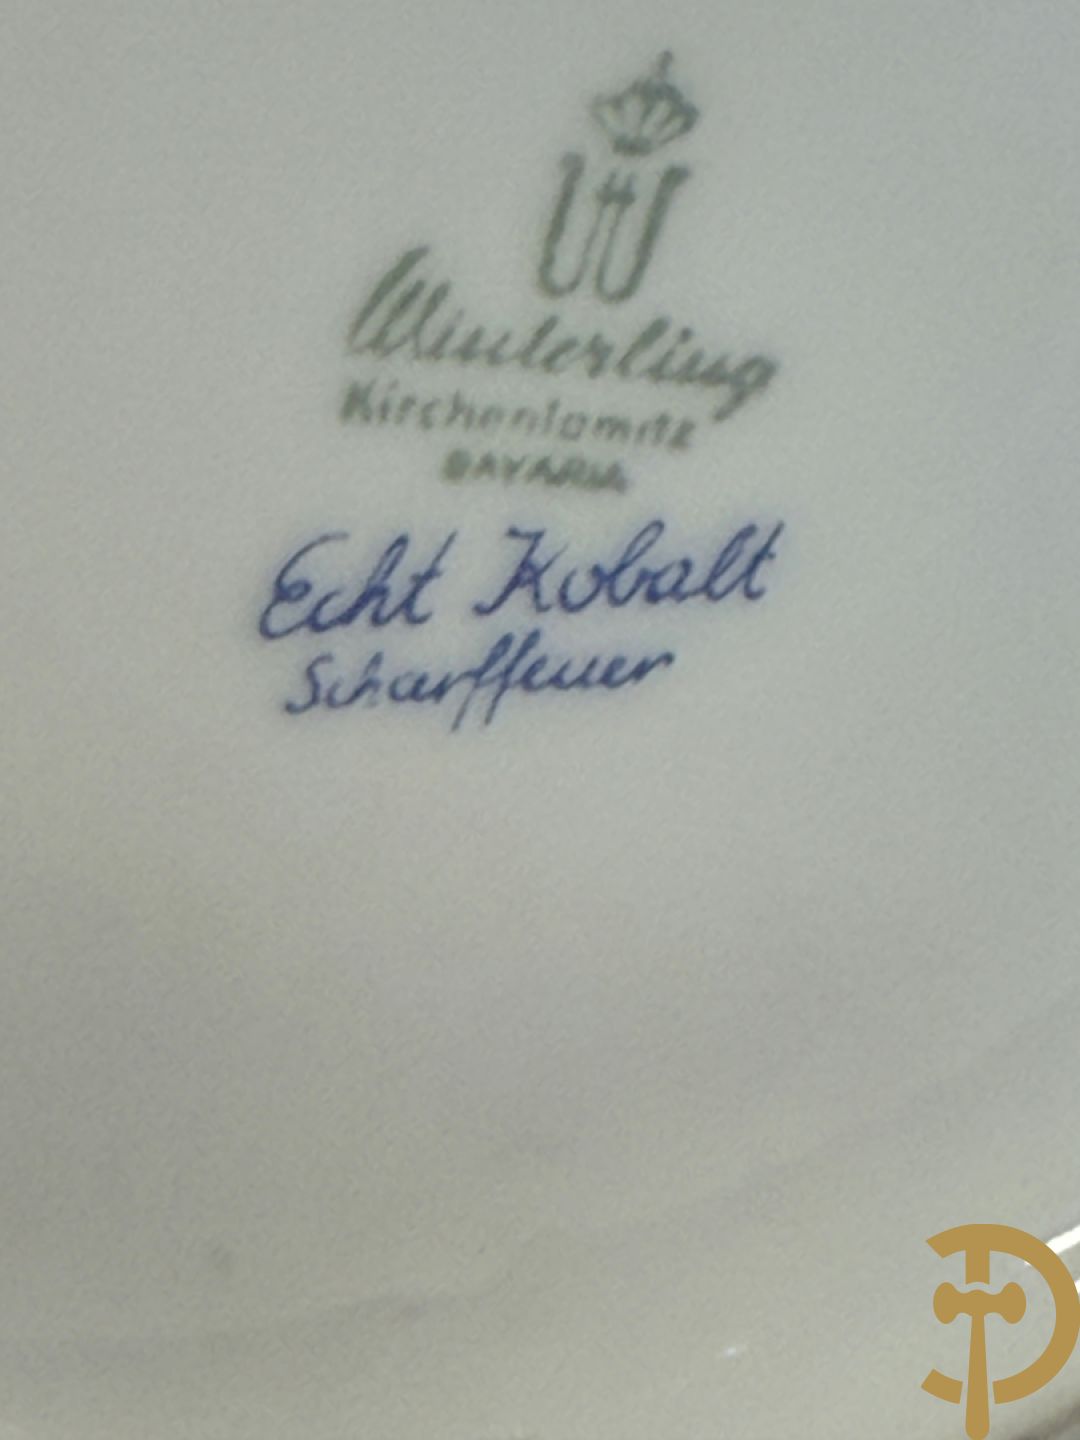 W
Winterling
Kirchenlamitz
BAVARIA
Echt Kobalt
Scharffeuer